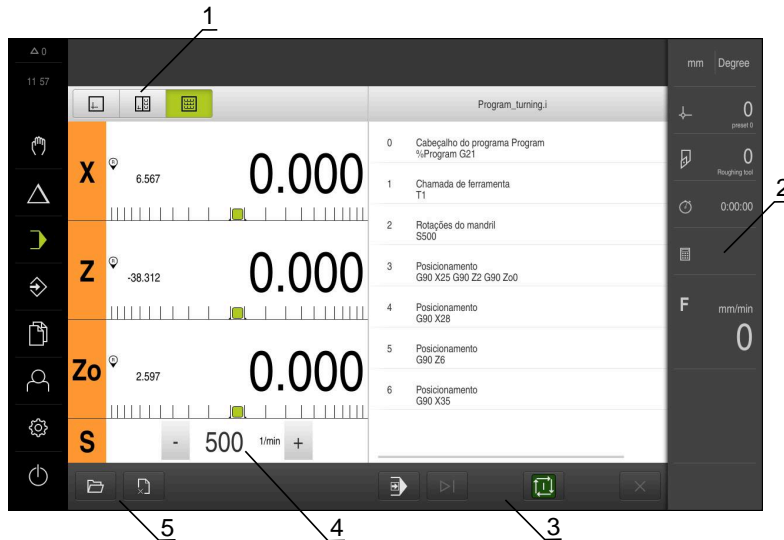 1
0
11 57
mm Degree
Program_turning.i
0
preset 0
X
R
6.567
0.000
0 Cabeçalho do programa Program
%Program G21
1 Chamada de ferramenta
T1
2 Rotações do mandril
S500
3 Posicionamento
G90 X25 G90 Z2 G90 Zo0
4 Posicionamento
G90 X28
5 Posicionamento
G90 Z6
6 Posicionamento
G90 X35
0
Roughing tool
2
0:00:00
Z
R
-38.312
0.000
F mm/min
0
Zo
R
2.597
0.000
S - 500 1/min +
5
4
3